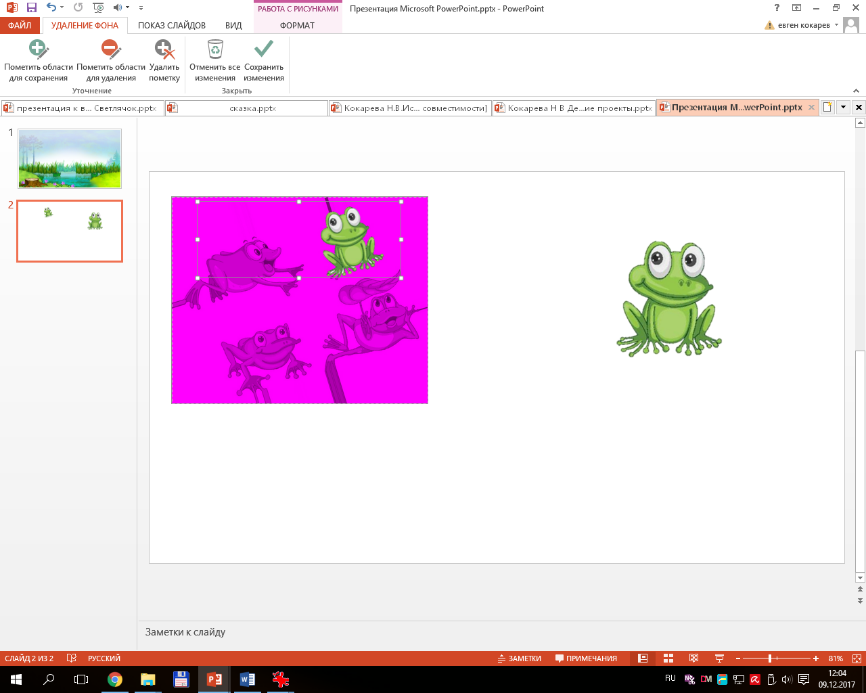 Презентация Microsoft PowerPoint.pptx - PowerPoint
РАБОТА С РИСУНКАМИ
ФАЙЛ УДАЛЕНИЕ ФОНА ПОКАЗ СЛАЙДОВ ВИД ФОРМАТ
евген кокарев
Пометить области для сохранения
Пометить области для удаления
Удалить пометку
Отменить все изменения
Сохранить изменения
Уточнение
Закрыть
презентация к в... Светлячок.pptx
сказка.pptx
Кокарева Н.В.Ис... совместимости]
Кокарева Н В Де...ие проекты.pptx
Презентация M...werPoint.pptx
1
2
Заметки к слайду
СЛАЙД 2 ИЗ 2 РУССКИЙ ЗАМЕТКИ ПРИМЕЧАНИЯ 81%
RU
12:04
09.12.2017